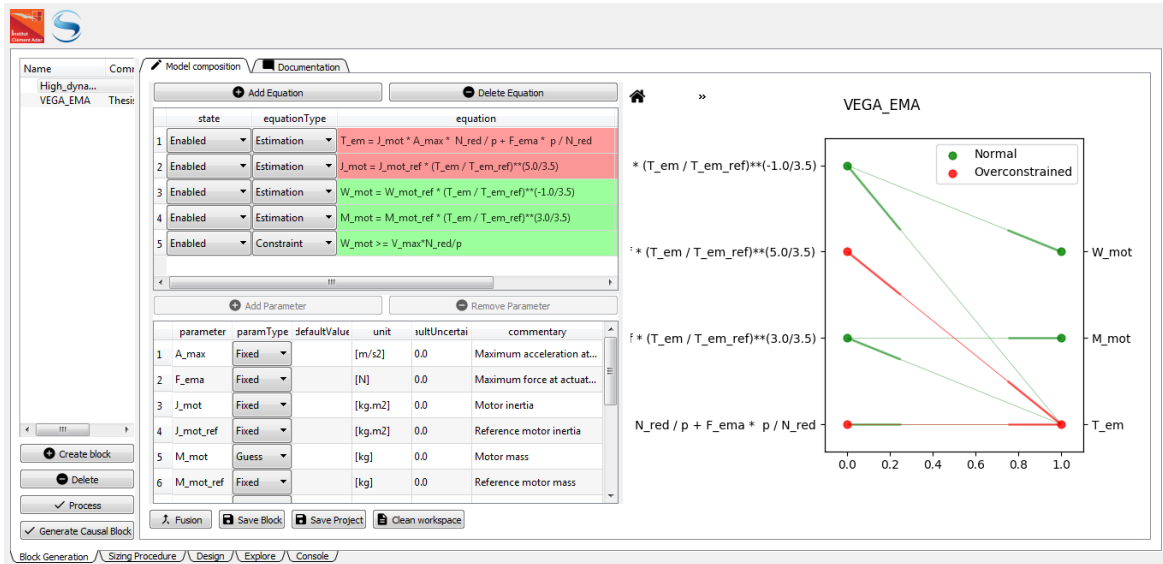 Institut
Clément Ader
Name Comr
High_dyna...
VEGA_EMA Thesis
Create block
Delete
Process
Generate Causal Block
Model composition
Documentation
Add Equation
Delete Equation
state equationType equation
1 Enabled Estimation T_em = J_mot * A_max * N_red / p + F_ema * p / N_red
2 Enabled Estimation J_mot = J_mot_ref * (T_em / T_em_ref)**(5.0/3.5)
3 Enabled Estimation W_mot = W_mot_ref * (T_em / T_em_ref)**(-1.0/3.5)
4 Enabled Estimation M_mot = M_mot_ref * (T_em / T_em_ref)**(3.0/3.5)
5 Enabled Constraint W_mot >= V_max*N_red/p
Add Parameter
Remove Parameter
parameter paramType defaultValue unit aultUncertai commentary
1 A_max Fixed [m/s2] 0.0 Maximum acceleration at...
2 F_ema Fixed [N] 0.0 Maximum force at actuat...
3 J_mot Fixed [kg.m2] 0.0 Motor inertia
4 J_mot_ref Fixed [kg.m2] 0.0 Reference motor inertia
5 M_mot Guess [kg] 0.0 Motor mass
6 M_mot_ref Fixed [kg] 0.0 Reference motor mass
Fusion
Save Block
Save Project
Clean workspace
»
VEGA_EMA
Normal
Overconstrained
* (T_em / T_em_ref)**(-1.0/3.5)
* (T_em / T_em_ref)**(5.0/3.5)
W_mot
f * (T_em / T_em_ref)**(3.0/3.5)
M_mot
N_red / p + F_ema * p / N_red
T_em
0.0 0.2 0.4 0.6 0.8 1.0
Block Generation
Sizing Procedure
Design
Explore
Console